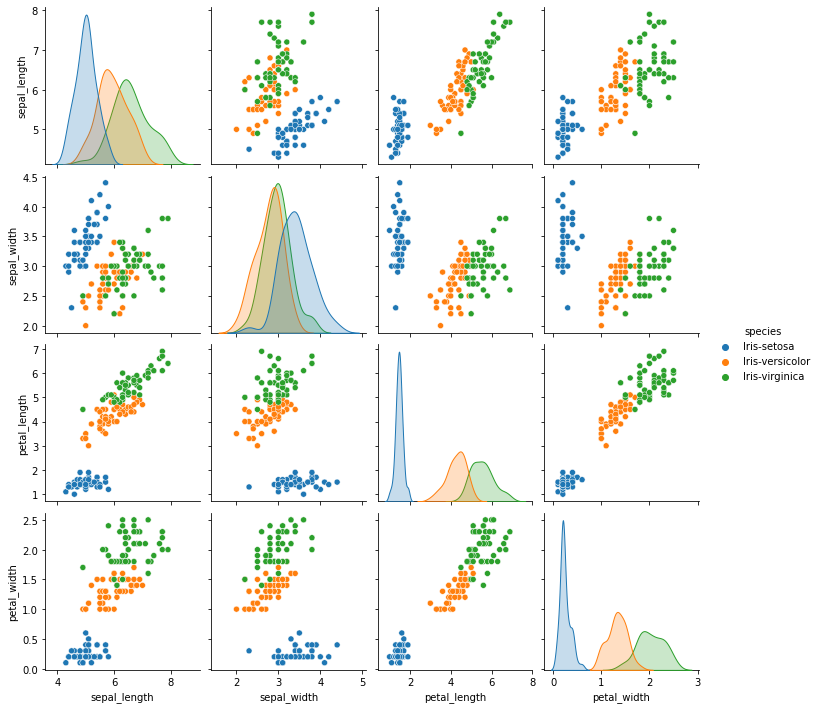 8
7
6
5
sepal_length
4.5
4.0
3.5
3.0
2.5
2.0
sepal_width
species
Iris-setosa
Iris-versicolor
Iris-virginica
7
6
5
4
3
2
1
petal_length
2.5
2.0
1.5
1.0
0.5
0.0
petal_width
4 6 8
2 3 4 5
2 4 6 8
0 1 2 3
sepal_length sepal_width petal_length petal_width